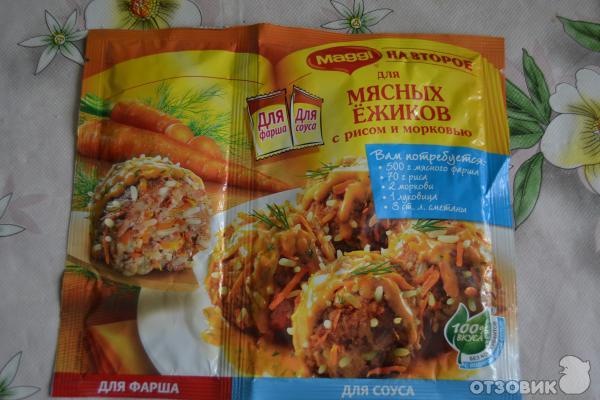 Maggi
НА ВТОРОЕ
для
МЯСНЫХ
ЁЖИКОВ
с рисом и морковью
Для
фарша
Для
соуса
Вам потребуется:
• 500 г мясного фарша
• 70 г риса
• 2 моркови
• 1 луковица
• 3 ст. л. сметаны
100%
ВКУСА
ДЛЯ ФАРША
ДЛЯ СОУСА
ОТЗОВИК